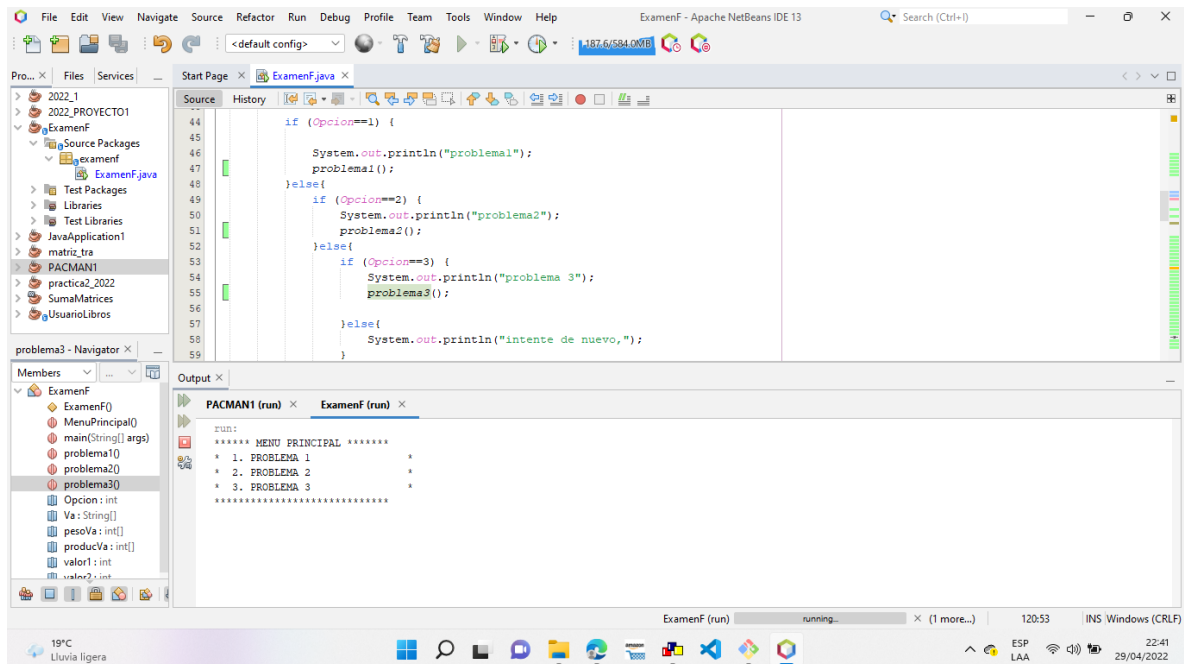 File Edit View Navigate Source Refactor Run Debug Profile Team Tools Window Help ExamenF - Apache NetBeans IDE 13 Search (Ctrl+I)
<default config> 187.6/584.0MB
Pro... Files Services
Start Page ExamenF.java
2022_1
2022_PROYECTO1
ExamenF
Source Packages
examenf
ExamenF.java
Test Packages
Libraries
Test Libraries
JavaApplication1
matriz_tra
PACMAN1
practica2_2022
SumaMatrices
UsuarioLibros
Source History
44 if (Opcion==1) {
45
46 System.out.println("problema1");
47 problema1();
48 }else{
49 if (Opcion==2) {
50 System.out.println("problema2");
51 problema2();
52 }else{
53 if (Opcion==3) {
54 System.out.println("problema 3");
55 problema3();
56
57 }else{
58 System.out.println("intente de nuevo,");
59 }
problema3 - Navigator
Members ...
ExamenF
ExamenF()
MenuPrincipal()
main(String[] args)
problema1()
problema2()
problema3()
Opcion : int
Va : String[]
pesoVa : int[]
producVa : int[]
valor1 : int
valor2 : int
Output
PACMAN1 (run) ExamenF (run)
run:
****** MENU PRINCIPAL *******
* 1. PROBLEMA 1 *
* 2. PROBLEMA 2 *
* 3. PROBLEMA 3 *
*****************************
ExamenF (run) running... (1 more...) 120:53 INS Windows (CRLF)
19°C
Lluvia ligera
ESP
LAA
22:41
29/04/2022